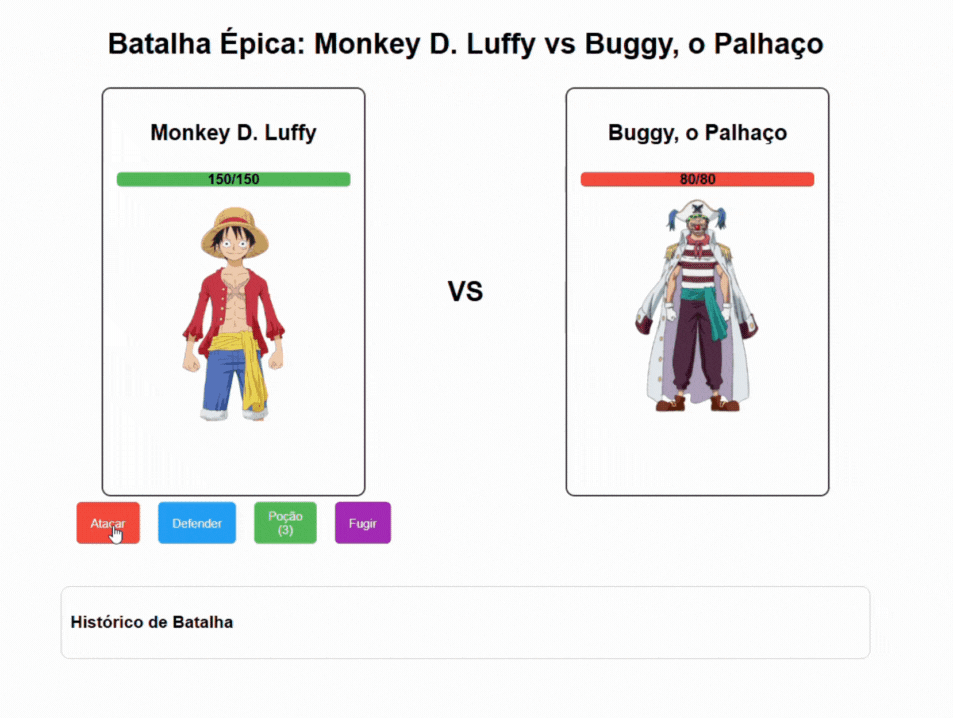 Batalha Épica: Monkey D. Luffy vs Buggy, o Palhaço
Monkey D. Luffy
150/150
Buggy, o Palhaço
80/80
VS
Atacar
Defender
Poção
(3)
Fugir
Histórico de Batalha